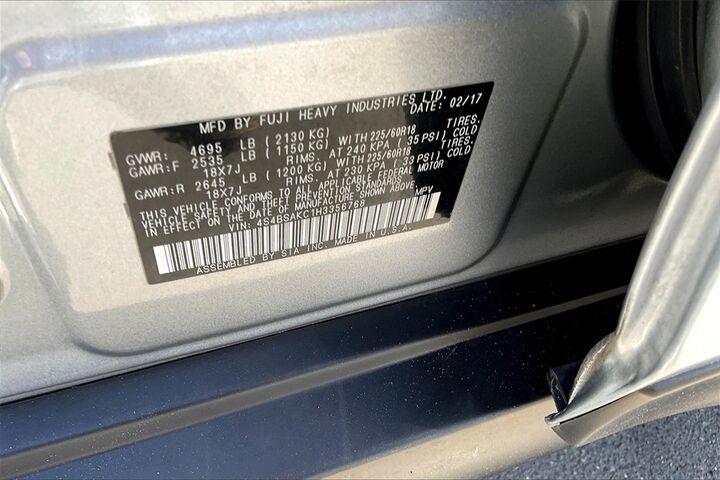 MFD BY FUJI HEAVY INDUSTRIES LTD. DATE: 02/17
GVWR: 4695 LB ( 2130 KG)
GAWR:F 2535 LB ( 1150 KG) WITH 225/60R18 TIRES.
18X7J RIMS. AT 240 KPA ( 35 PSI) COLD
GAWR:R 2645 LB ( 1200 KG) WITH 225/60R18 TIRES.
18X7J RIMS. AT 230 KPA ( 33 PSI) COLD
THIS VEHICLE CONFORMS TO ALL APPLICABLE FEDERAL MOTOR
VEHICLE SAFETY AND THEFT PREVENTION STANDARDS
IN EFFECT ON THE DATE OF MANUFACTURE SHOWN ABOVE.
VIN: 4S4BSAKC1H3356768 MPV
ASSEMBLED BY SIA INC. MADE IN U.S.A.